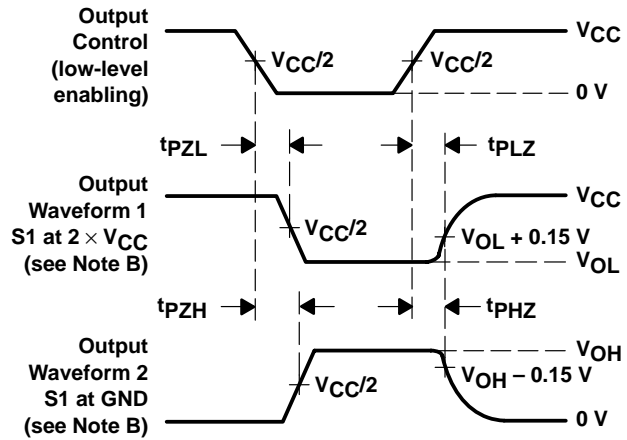 Output
Control
(low-level
enabling)
VCC
VCC/2
VCC/2
0 V
tPZL
tPLZ
Output
Waveform 1
S1 at 2 × VCC
(see Note B)
VCC
VCC/2
VOL + 0.15 V
VOL
tPZH
tPHZ
Output
Waveform 2
S1 at GND
(see Note B)
VOH
VCC/2
VOH – 0.15 V
0 V